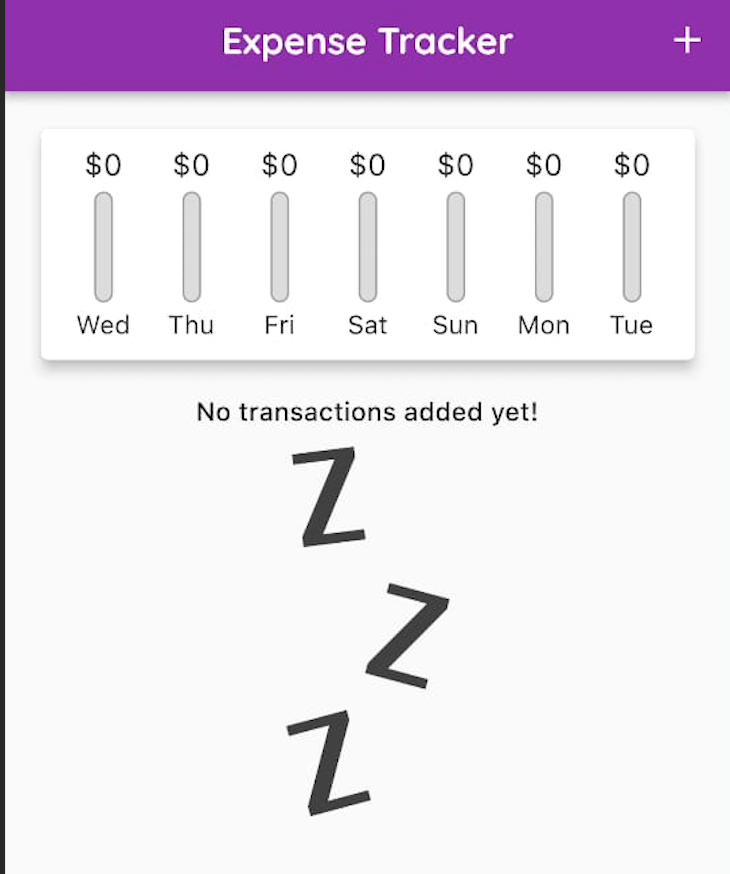 Expense Tracker +
$0 $0 $0 $0 $0 $0 $0
Wed Thu Fri Sat Sun Mon Tue
No transactions added yet!
Z
Z
Z